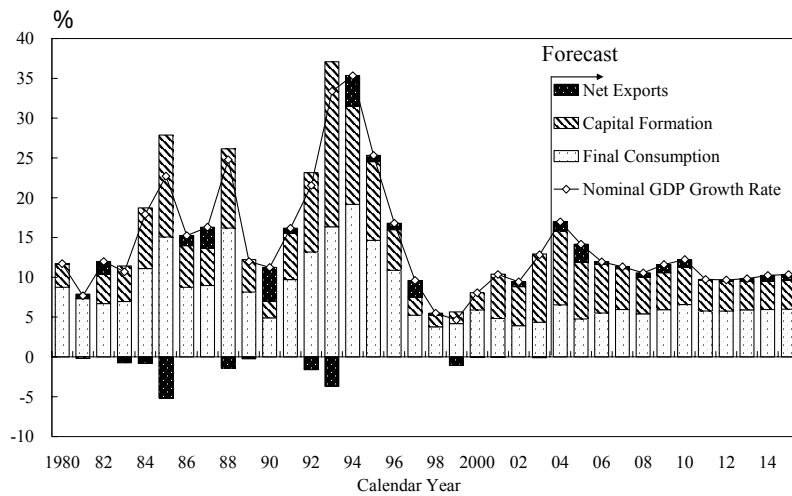 %
40
35
30
25
20
15
10
5
0
-5
-10
Forecast
Net Exports
Capital Formation
Final Consumption
Nominal GDP Growth Rate
1980 82 84 86 88 90 92 94 96 98 2000 02 04 06 08 10 12 14
Calendar Year